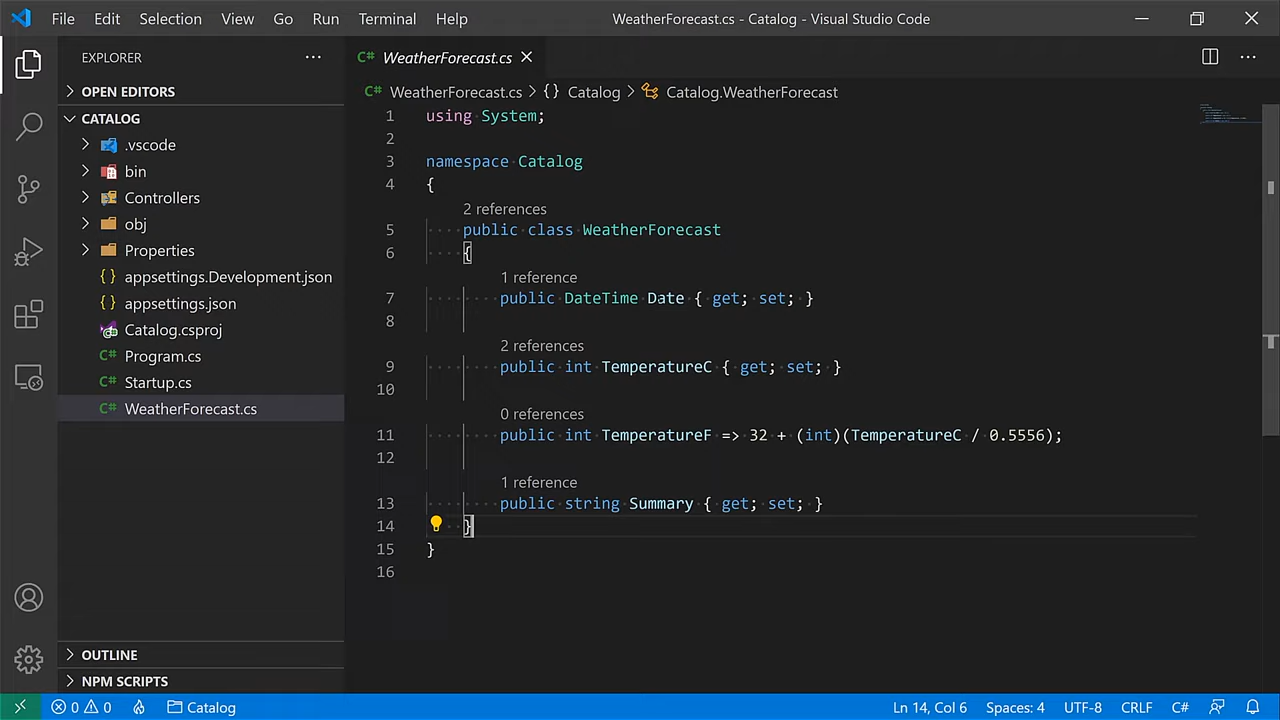 File Edit Selection View Go Run Terminal Help WeatherForecast.cs - Catalog - Visual Studio Code
EXPLORER
OPEN EDITORS
CATALOG
.vscode
bin
Controllers
obj
Properties
{} appsettings.Development.json
{} appsettings.json
Catalog.csproj
C# Program.cs
C# Startup.cs
C# WeatherForecast.cs
OUTLINE
NPM SCRIPTS
C# WeatherForecast.cs
C# WeatherForecast.cs > {} Catalog > Catalog.WeatherForecast
1 using System;
2
3 namespace Catalog
4 {
2 references
5 public class WeatherForecast
6 {
1 reference
7 public DateTime Date { get; set; }
8
2 references
9 public int TemperatureC { get; set; }
10
0 references
11 public int TemperatureF => 32 + (int)(TemperatureC / 0.5556);
12
1 reference
13 public string Summary { get; set; }
14 }
15 }
16
0 0 Catalog Ln 14, Col 6 Spaces: 4 UTF-8 CRLF C#